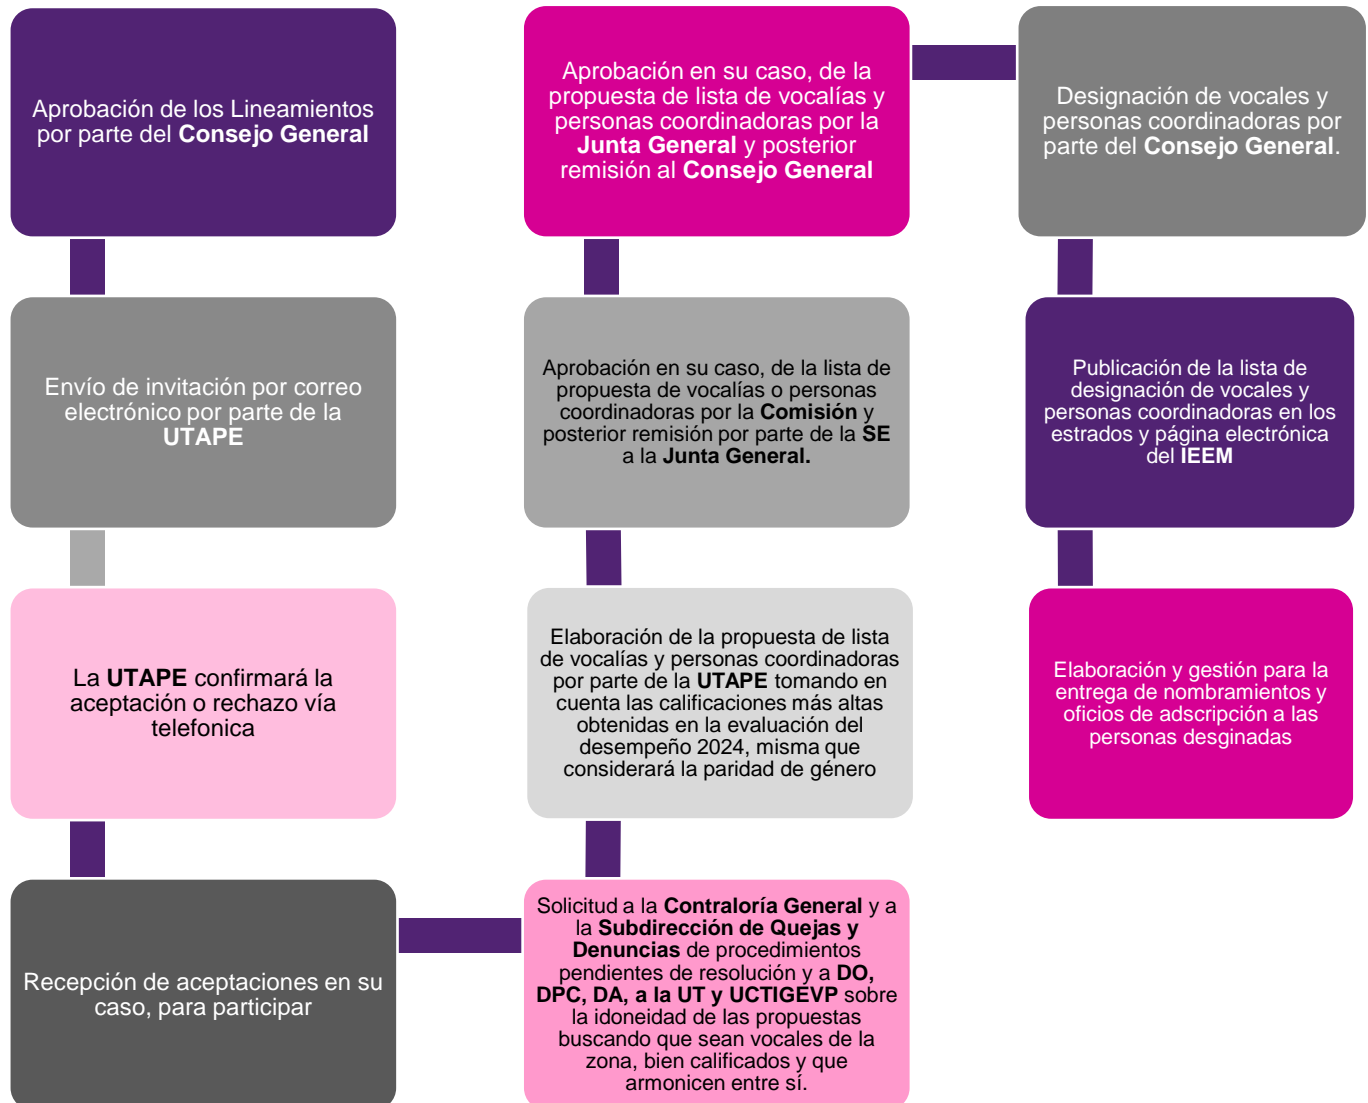 Aprobación de los Lineamientos
por parte del Consejo General
Envío de invitación por correo
electrónico por parte de la
UTAPE
La UTAPE confirmará la
aceptación o rechazo vía
telefonica
Recepción de aceptaciones en su
caso, para participar
Solicitud a la Contraloría General y a
la Subdirección de Quejas y
Denuncias de procedimientos
pendientes de resolución y a DO,
DPC, DA, a la UT y UCTIGEVP sobre
la idoneidad de las propuestas
buscando que sean vocales de la
zona, bien calificados y que
armonicen entre sí.
Elaboración de la propuesta de lista
de vocalías y personas coordinadoras
por parte de la UTAPE tomando en
cuenta las calificaciones más altas
obtenidas en la evaluación del
desempeño 2024, misma que
considerará la paridad de género
Aprobación en su caso, de la lista de
propuesta de vocalías o personas
coordinadoras por la Comisión y
posterior remisión por parte de la SE
a la Junta General.
Aprobación en su caso, de la
propuesta de lista de vocalías y
personas coordinadoras por la
Junta General y posterior
remisión al Consejo General
Designación de vocales y
personas coordinadoras por
parte del Consejo General.
Publicación de la lista de
designación de vocales y
personas coordinadoras en los
estrados y página electrónica
del IEEM
Elaboración y gestión para la
entrega de nombramientos y
oficios de adscripción a las
personas desginadas